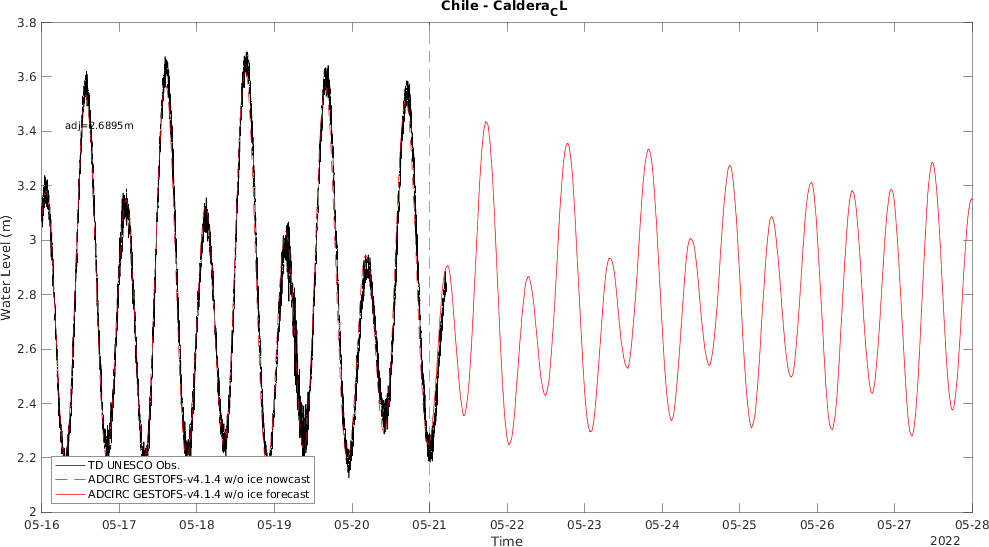 Chile - Caldera_CL
3.8
3.6
3.4
3.2
3
2.8
2.6
2.4
2.2
2
Water Level (m)
adj=2.6895m
TD UNESCO Obs.
ADCIRC GESTOFS-v4.1.4 w/o ice nowcast
ADCIRC GESTOFS-v4.1.4 w/o ice forecast
05-16 05-17 05-18 05-19 05-20 05-21 05-22 05-23 05-24 05-25 05-26 05-27 05-28
Time
2022